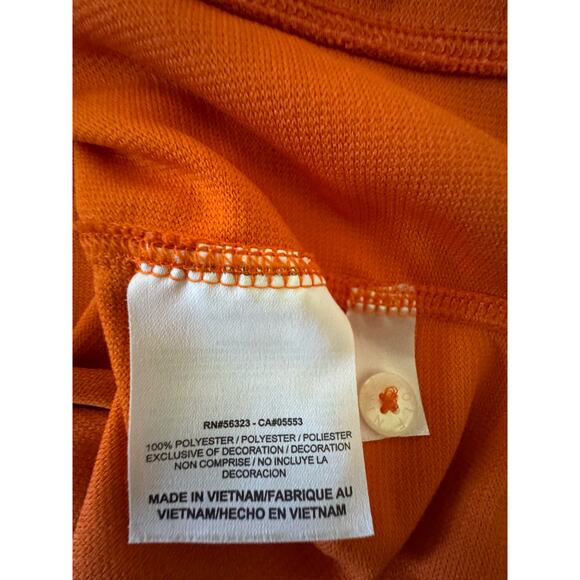 RN#56323 - CA#05553
100% POLYESTER / POLYESTER / POLIESTER
EXCLUSIVE OF DECORATION / DECORATION
NON COMPRISE / NO INCLUYE LA
DECORACION
MADE IN VIETNAM/FABRIQUE AU
VIETNAM/HECHO EN VIETNAM